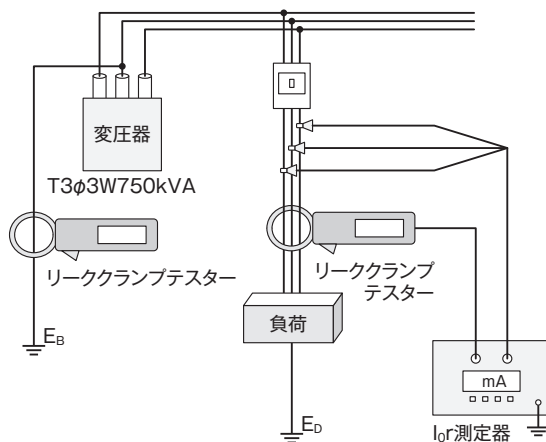 変圧器
T3φ3W750kVA
リーククランプテスター
E_B
リーククランプ
テスター
負荷
E_D
mA
I₀r測定器